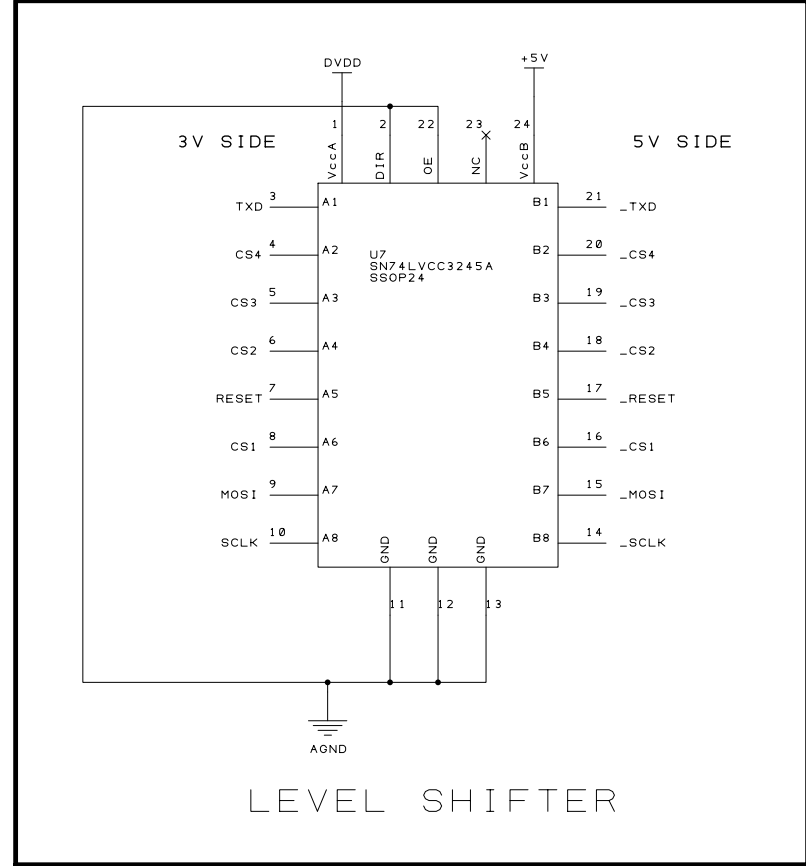 DVDD
+5V
3V SIDE
5V SIDE
1 2 22 23 24
VccA DIR OE NC VccB
TXD 3 A1 B1 21 _TXD
CS4 4 A2 B2 20 _CS4
U7
SN74LVCC3245A
SSOP24
CS3 5 A3 B3 19 _CS3
CS2 6 A4 B4 18 _CS2
RESET 7 A5 B5 17 _RESET
CS1 8 A6 B6 16 _CS1
MOSI 9 A7 B7 15 _MOSI
SCLK 10 A8 B8 14 _SCLK
GND GND GND
11 12 13
AGND
LEVEL SHIFTER